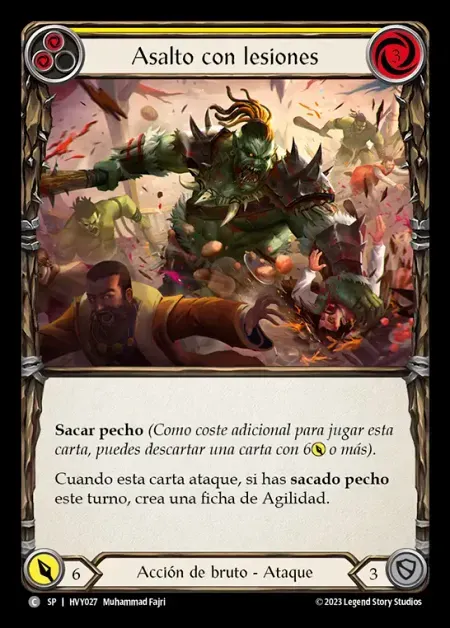 Asalto con lesiones
3
Sacar pecho (Como coste adicional para jugar esta
carta, puedes descartar una carta con 6 o más).
Cuando esta carta ataque, si has sacado pecho
este turno, crea una ficha de Agilidad.
6
Acción de bruto - Ataque
3
C SP | HVY027 Muhammad Fajri
© 2023 Legend Story Studios